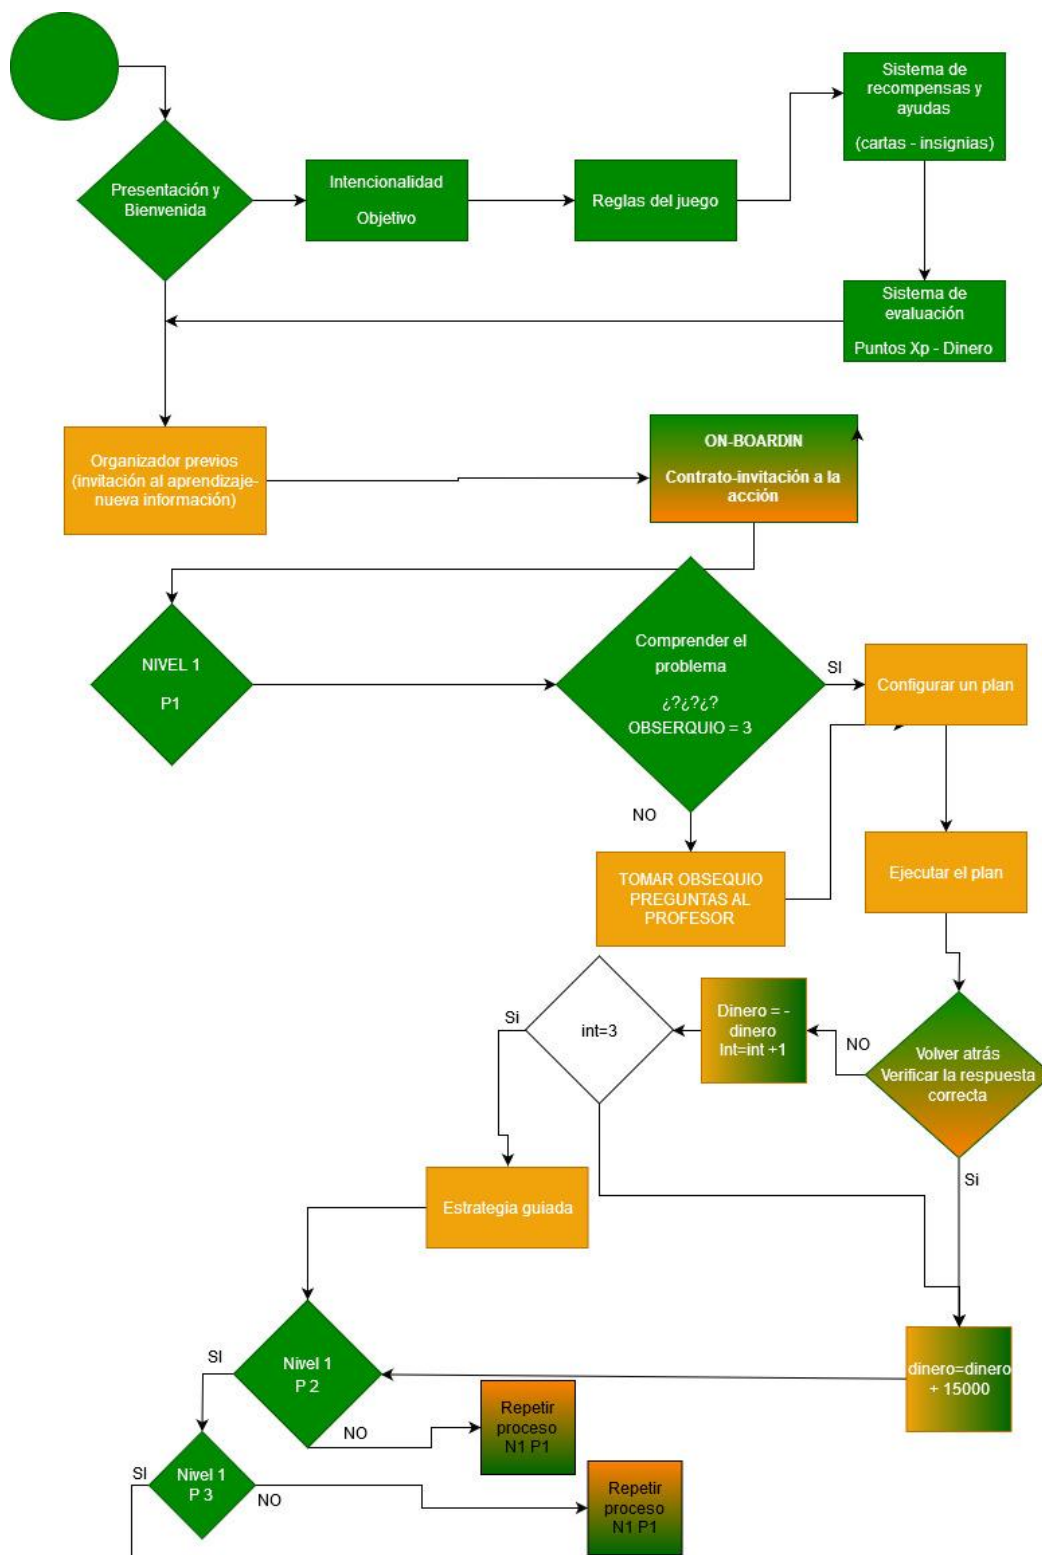 Presentación y
Bienvenida
Intencionalidad
Objetivo
Reglas del juego
Sistema de
recompensas y
ayudas
(cartas - insignias)
Sistema de
evaluación
Puntos Xp - Dinero
Organizador previos
(invitación al aprendizaje-
nueva información)
ON-BOARDIN
Contrato-invitación a la
acción
NIVEL 1
P1
Comprender el
problema
¿?¿?¿?
OBSERQUIO = 3
SI
Configurar un plan
NO
TOMAR OBSEQUIO
PREGUNTAS AL
PROFESOR
Ejecutar el plan
Volver atrás
Verificar la respuesta
correcta
NO
Dinero = -
dinero
Int=int +1
int=3
Si
Estrategia guiada
Si
dinero=dinero
+ 15000
Nivel 1
P 2
SI
NO
Repetir
proceso
N1 P1
Nivel 1
P 3
SI
NO
Repetir
proceso
N1 P1